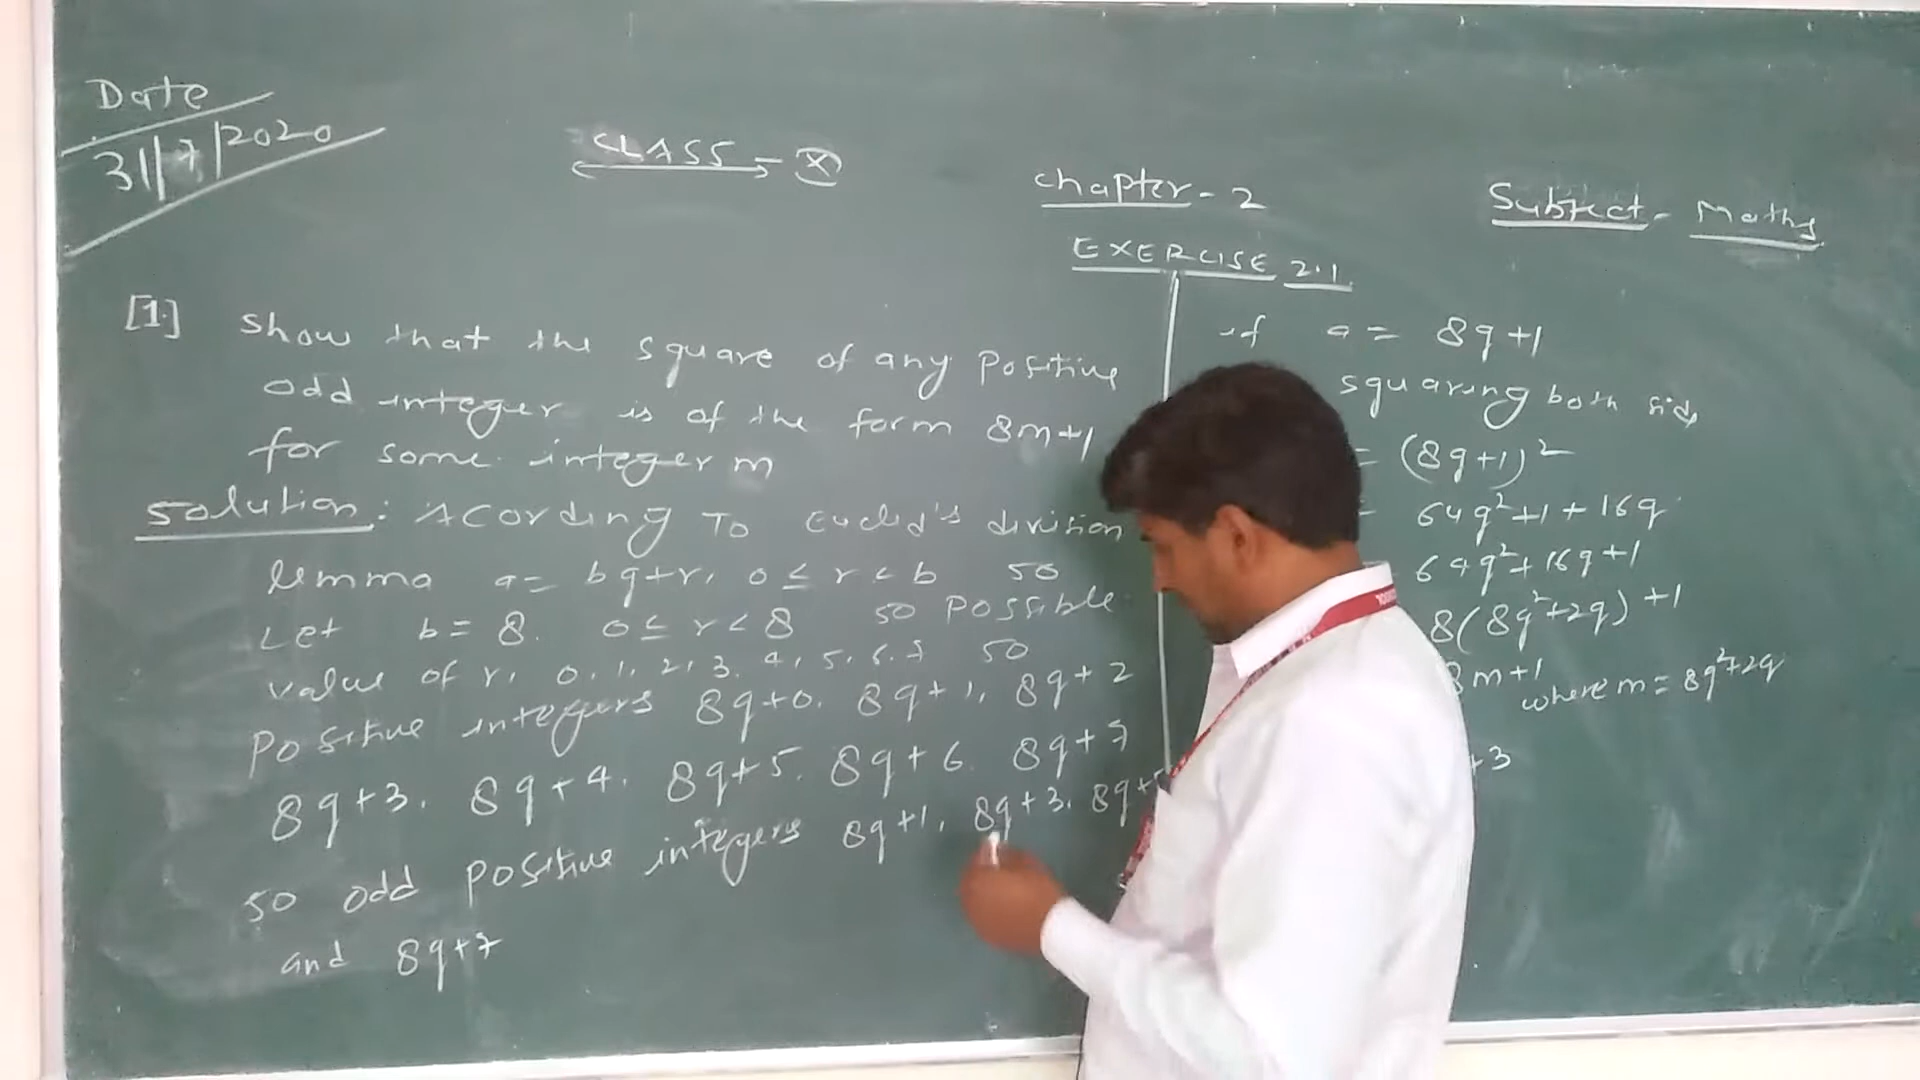 Date
31/7/2020
CLASS - X
Chapter - 2
Subject - Maths
EXERCISE 2.1
[1.] Show that the square of any positive
odd integer is of the form 8m+1
for some integer m
Solution: Acording To Euclid's division
lemma a = bq+r, 0 ≤ r < b so
Let b = 8. 0 ≤ r < 8 so possible
value of r, 0, 1, 2, 3, 4, 5, 6, 7 so
positive integers 8q+0, 8q+1, 8q+2
8q+3, 8q+4, 8q+5, 8q+6, 8q+7
so odd positive integers 8q+1, 8q+3, 8q+
and 8q+7
if a = 8q+1
squaring both side
= (8q+1)²
= 64q²+1+16q
64q²+16q+1
8(8q²+2q)+1
8m+1
where m = 8q²+2q
+3